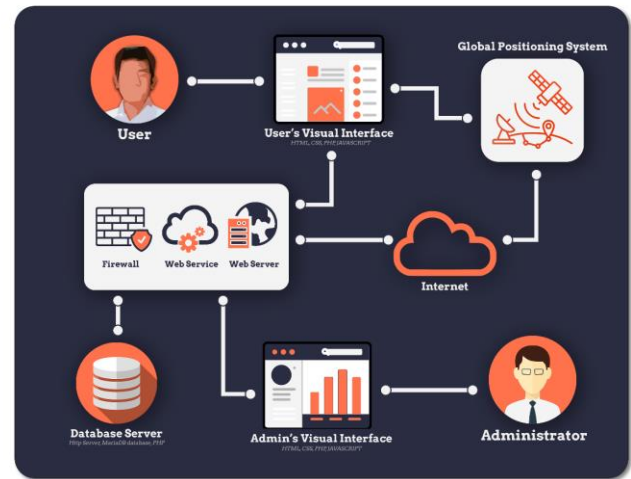 Global Positioning System
User
User's Visual Interface
HTML, CSS, PHP, JAVASCRIPT
Firewall
Web Service
Web Server
Internet
Database Server
Http Server, MariaDB database, PHP
Admin's Visual Interface
HTML, CSS, PHP, JAVASCRIPT
Administrator